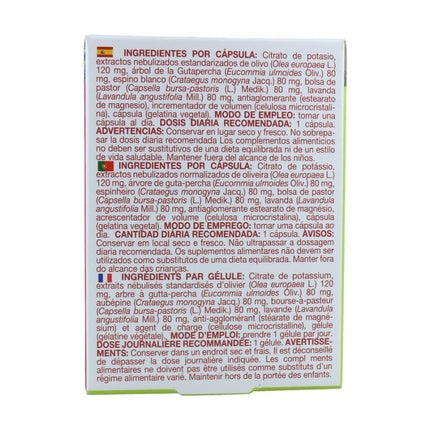 INGREDIENTES POR CÁPSULA: Citrato de potasio,
extractos nebulizados estandarizados de olivo (Olea europaea L.)
120 mg, árbol de la Gutapercha (Eucommia ulmoides Oliv.) 80
mg, espino blanco (Crataegus monogyna Jacq.) 80 mg, bolsa de
pastor (Capsella bursa-pastoris (L.) Medik.) 80 mg, lavanda
(Lavandula angustifolia Mill.) 80 mg, antiaglomerante (estearato
de magnesio), incrementador de volumen (celulosa microcristali-
na), cápsula (gelatina vegetal). MODO DE EMPLEO: tomar una
cápsula al día. DOSIS DIARIA RECOMENDADA: 1 cápsula.
ADVERTENCIAS: Conservar en lugar seco y fresco. No sobrepa-
sar la dosis diaria recomendada Los complementos alimenticios
no deben ser sustitutivos de una dieta equilibrada ni de un estilo
de vida saludable. Mantener fuera del alcance de los niños.
INGREDIENTES POR CÁPSULA: Citrato de potássio,
extractos nebulizados normalizados de oliveira (Olea europaea L.)
120 mg, árvore de guta-percha (Eucommia ulmoides Oliv.) 80 mg,
espinheiro (Crataegus monogyna Jacq.) 80 mg, bolsa de pastor
(Capsella bursa-pastoris (L.) Medik.) 80 mg, lavanda (Lavandula
angustifolia Mill.) 80 mg, antiaglomerante estearato de magnésio,
acrescentador de volume (celulosa microcristalina), cápsula
(gelatina vegetal). MODO DE EMPREGO: tomar uma cápsula ao
dia. CANTIDAD DIÁRIA RECOMENDADA: 1 cápsula. AVISOS:
Conservar em local seco e fresco. Não ultrapassar a dosagem
diaria recomendada. Os suplementos alimentares não devem ser
utilizados como substitutos de uma dieta equilibrada. Manter fora
do alcance das crianças.
INGRÉDIENTS PAR GÉLULE: Citrate de potassium,
extraits nébulisés standardisés d'olivier (Olea europaea L.) 120
mg, arbre à gutta-percha (Eucommia ulmoides Oliv.) 80 mg,
aubépine (Crataegus monogyna Jacq.) 80 mg, bourse-à-pasteur
(Capsella bursa-pastoris (L.) Medik.) 80 mg, lavande (Lavandula
angustifolia Mill.) 80 mg, anti-agglomérant (stéarate de magné-
sium) et agent de charge (cellulose microcristalline), gélule
(gélatine végétale). MODE D'EMPLOI: prendre 1 gélule par jour.
DOSE JOURNALIÈRE RECOMMANDÉE: 1 gélule. AVERTISSE-
MENTS: Conserver dans un endroit sec et frais. Il est déconseillé
de dépasser la dose journalière indiquée. Les compl ements
alimentaires ne doivent pas être utilisés comme substituts d'un
régime alimentaire varié. Maintenir hors de la portée des enfants.